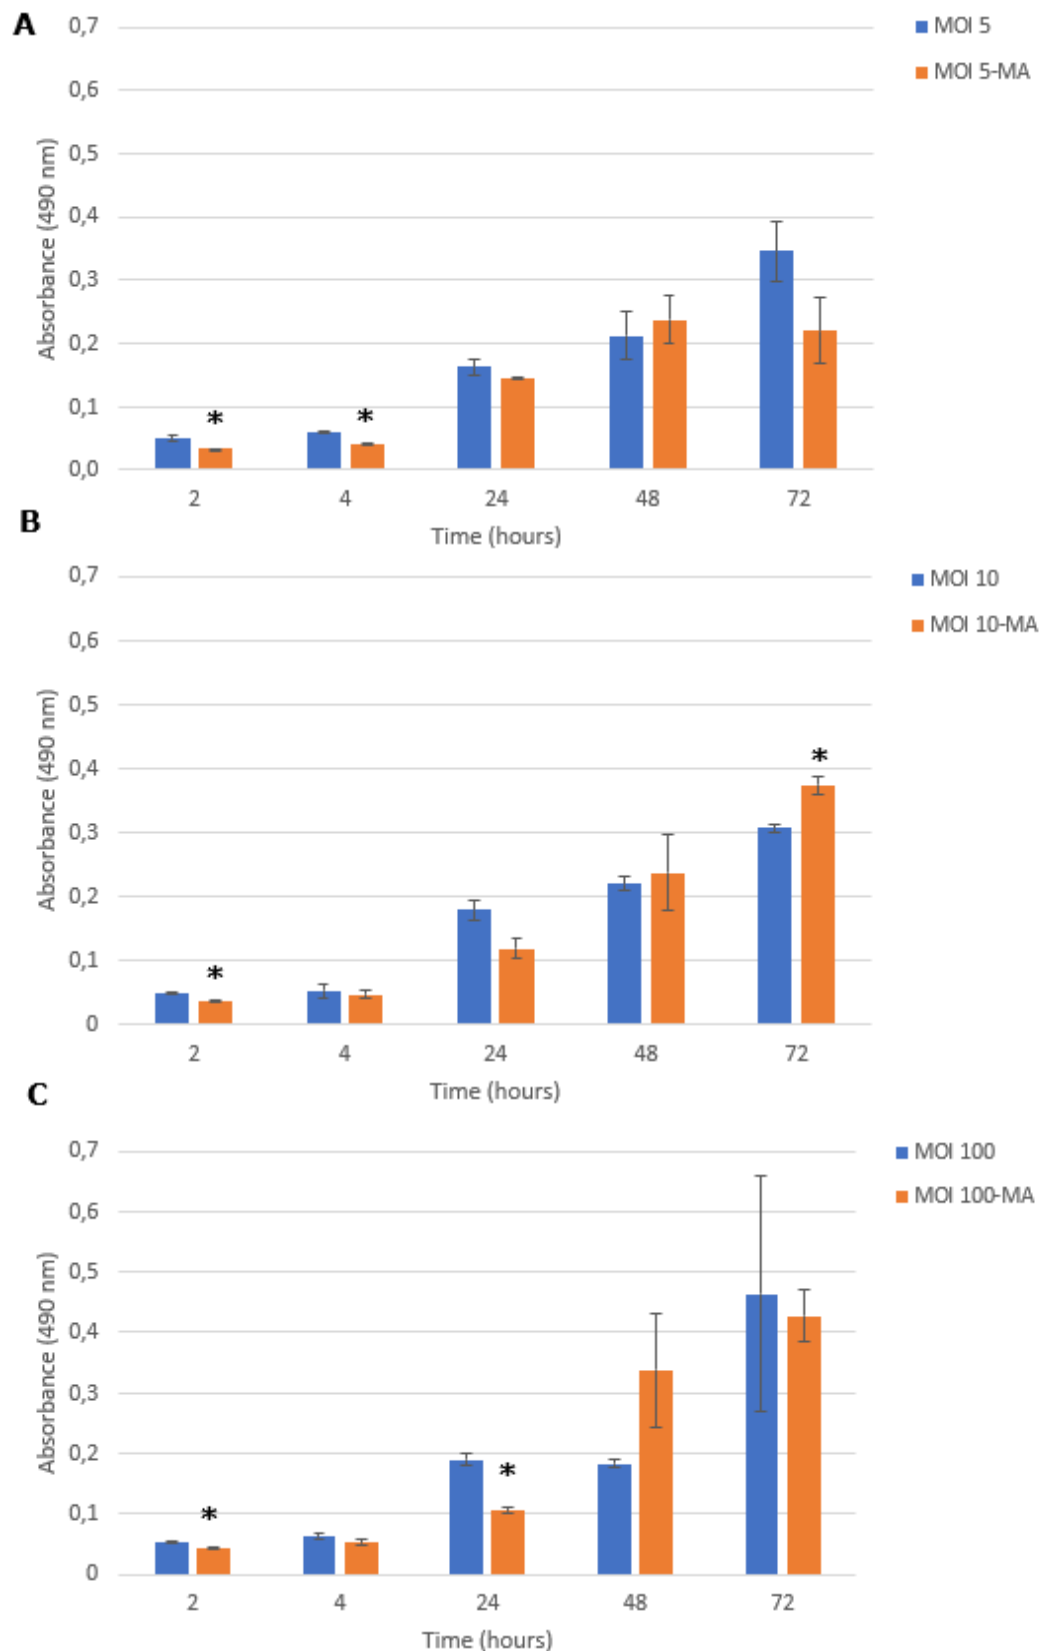 A
0,7
0,6
0,5
0,4
0,3
0,2
0,1
0,0
Absorbance (490 nm)
MOI 5
MOI 5-MA
*
*
2 4 24 48 72
Time (hours)
B
0,7
0,6
0,5
0,4
0,3
0,2
0,1
0
Absorbance (490 nm)
MOI 10
MOI 10-MA
*
*
2 4 24 48 72
Time (hours)
C
0,7
0,6
0,5
0,4
0,3
0,2
0,1
0
Absorbance (490 nm)
MOI 100
MOI 100-MA
*
*
2 4 24 48 72
Time (hours)